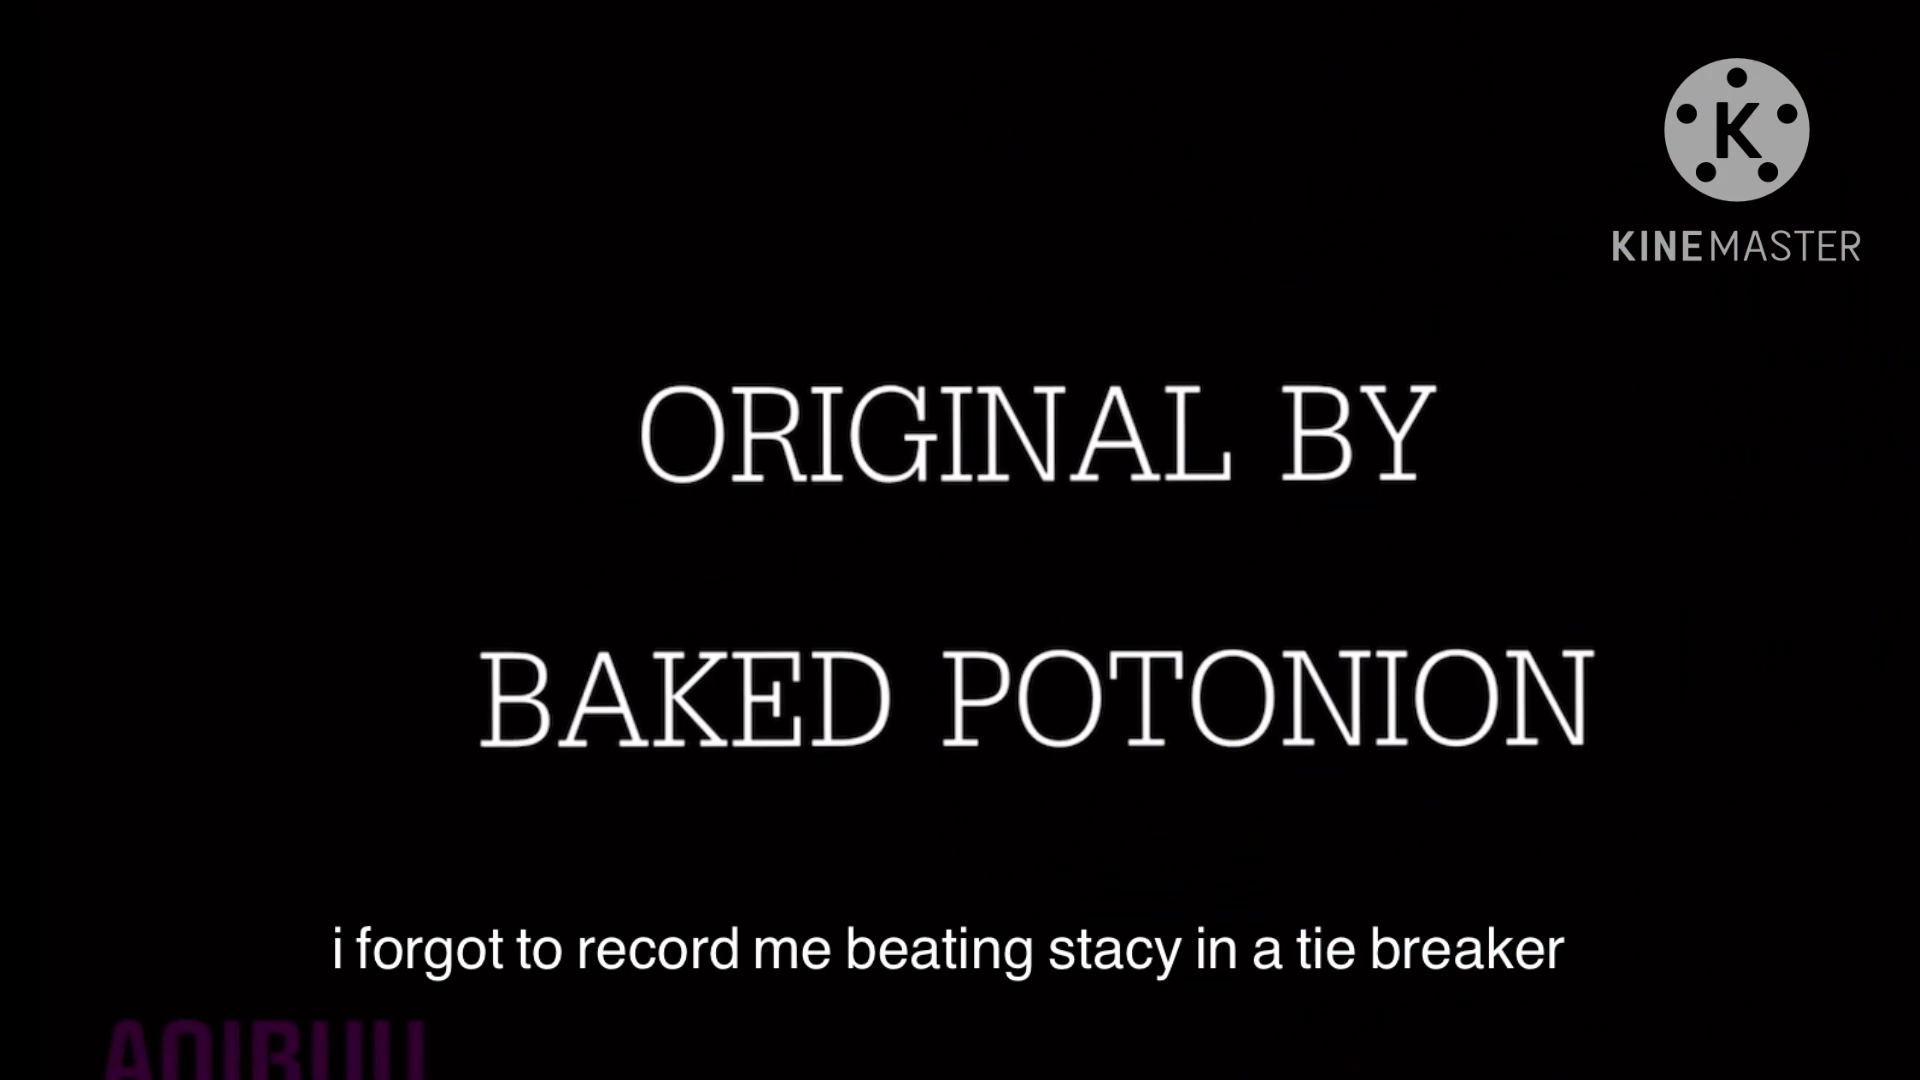 K
KINEMASTER
ORIGINAL BY
BAKED POTONION
i forgot to record me beating stacy in a tie breaker